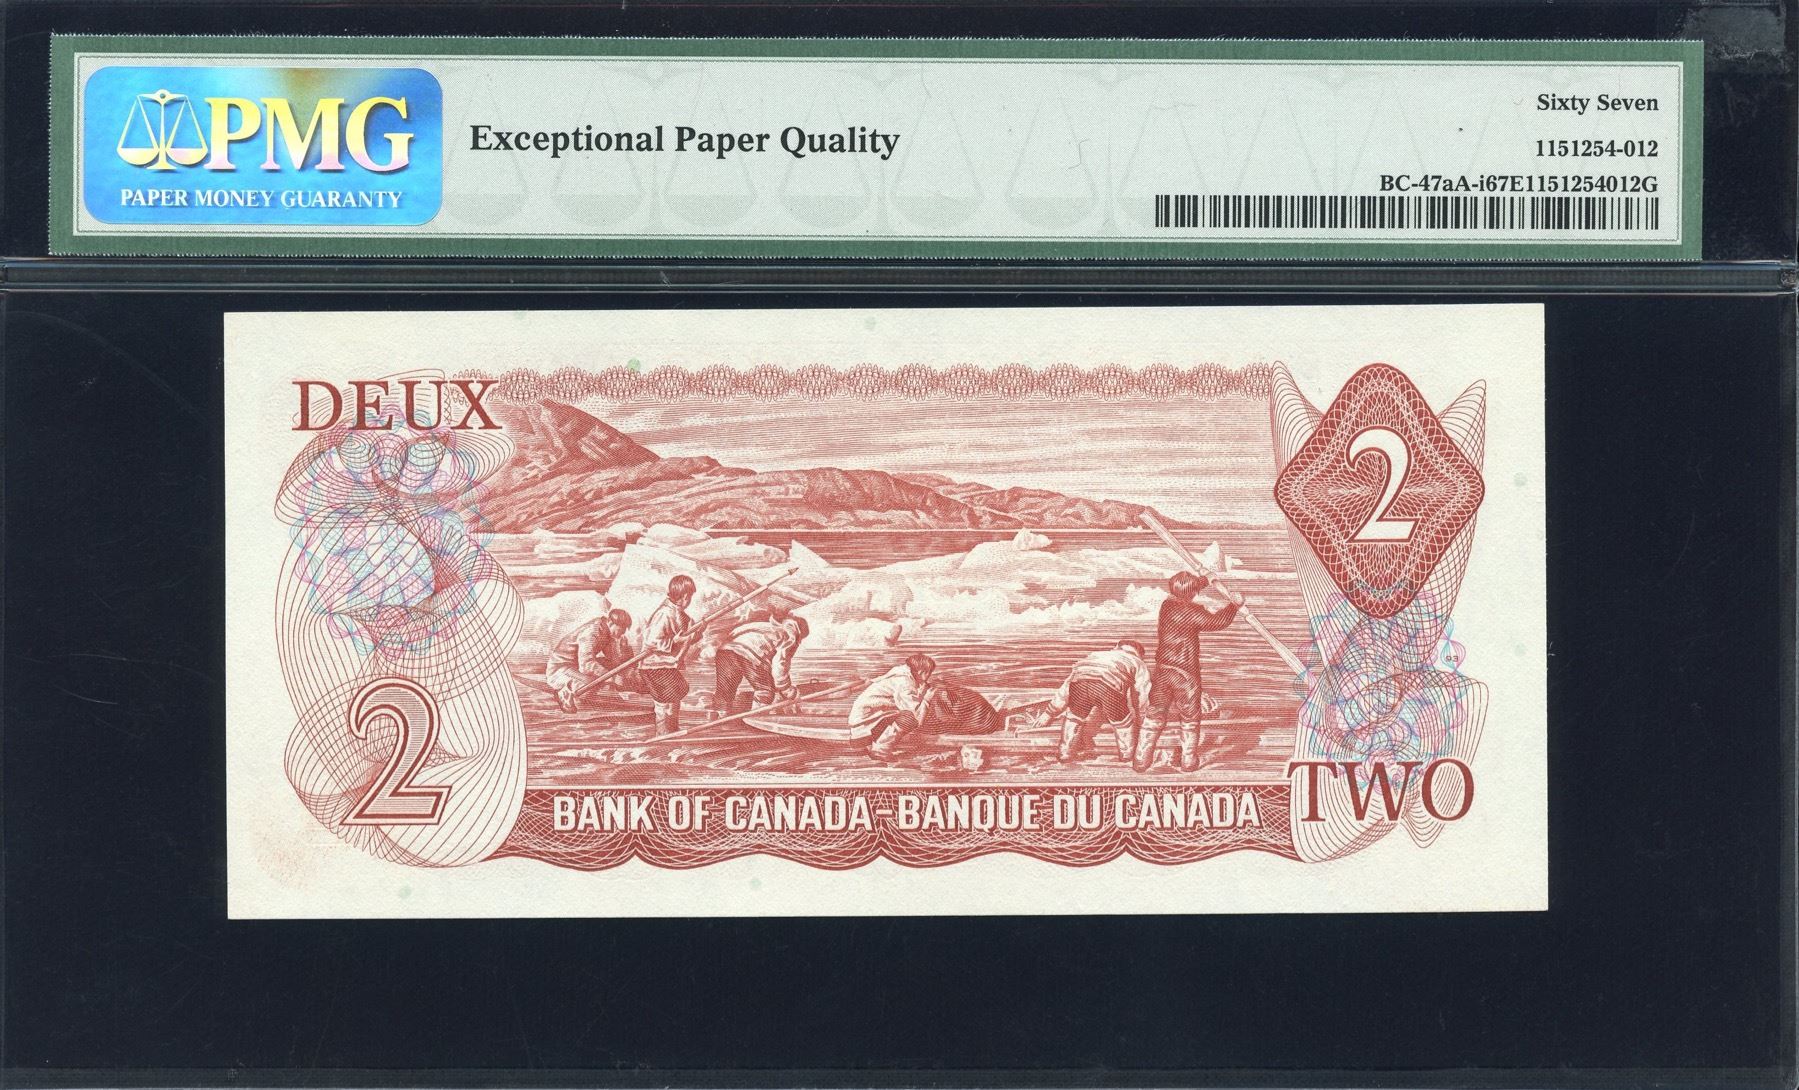 PMG
PAPER MONEY GUARANTY
Exceptional Paper Quality
Sixty Seven
1151254-012
BC-47aA-i67E1151254012G
DEUX
2
93
2
TWO
BANK OF CANADA–BANQUE DU CANADA